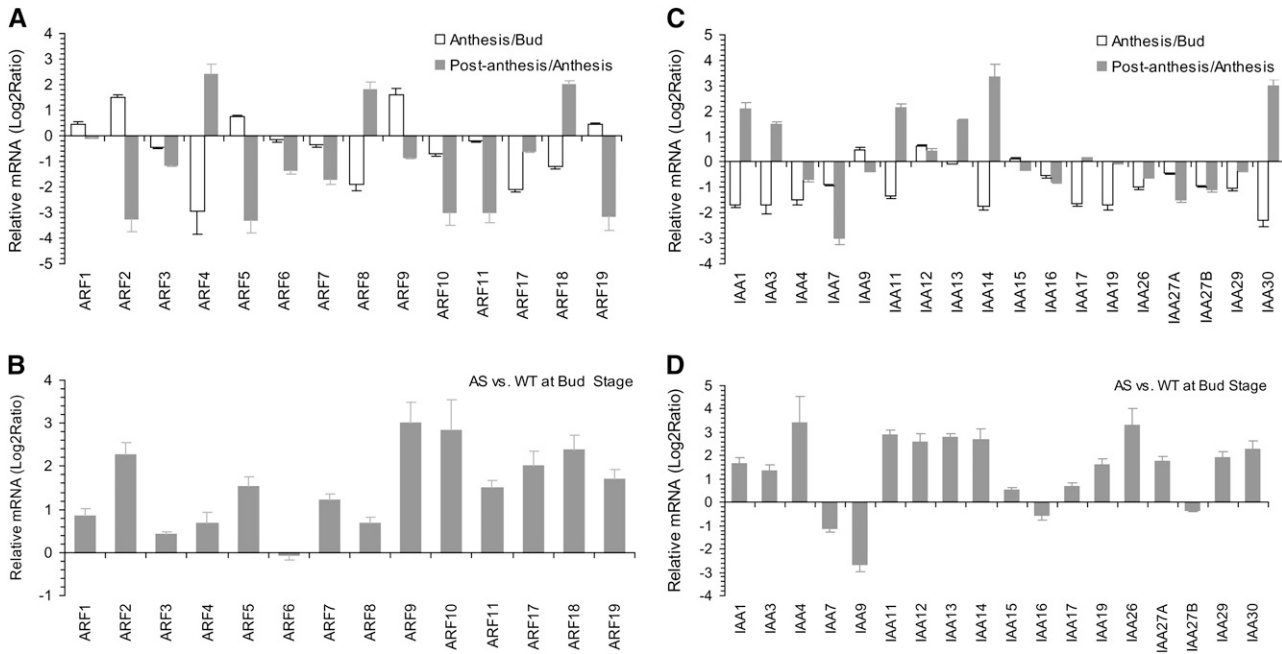 A
Relative mRNA (Log2Ratio)
4
3
2
1
0
-1
-2
-3
-4
-5
Anthesis/Bud
Post-anthesis/Anthesis
ARF1
ARF2
ARF3
ARF4
ARF5
ARF6
ARF7
ARF8
ARF9
ARF10
ARF11
ARF17
ARF18
ARF19
B
Relative mRNA (Log2Ratio)
4
3
2
1
0
-1
AS vs. WT at Bud Stage
ARF1
ARF2
ARF3
ARF4
ARF5
ARF6
ARF7
ARF8
ARF9
ARF10
ARF11
ARF17
ARF18
ARF19
C
Relative mRNA (Log2Ratio)
5
4
3
2
1
0
-1
-2
-3
-4
Anthesis/Bud
Post-anthesis/Anthesis
IAA1
IAA3
IAA4
IAA7
IAA9
IAA11
IAA12
IAA13
IAA14
IAA15
IAA16
IAA17
IAA19
IAA26
IAA27A
IAA27B
IAA29
IAA30
D
Relative mRNA (Log2Ratio)
5
4
3
2
1
0
-1
-2
-3
-4
AS vs. WT at Bud Stage
IAA1
IAA3
IAA4
IAA7
IAA9
IAA11
IAA12
IAA13
IAA14
IAA15
IAA16
IAA17
IAA19
IAA26
IAA27A
IAA27B
IAA29
IAA30